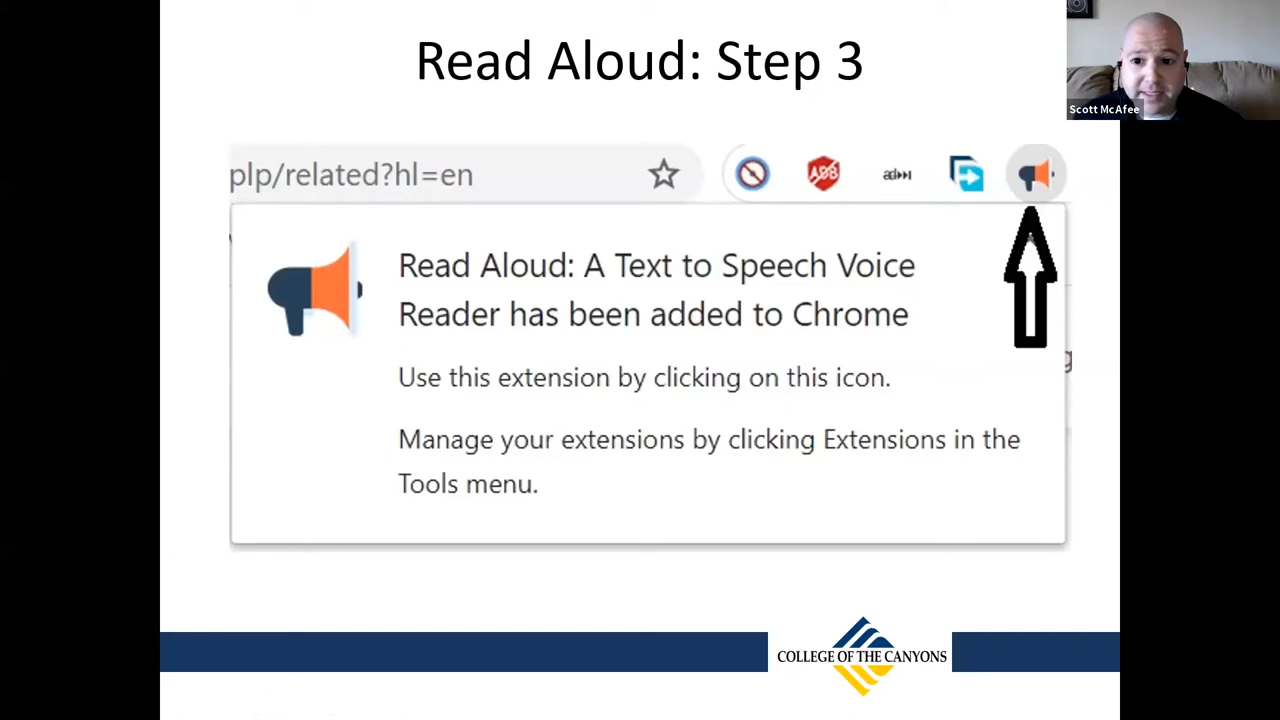 Read Aloud: Step 3
Scott McAfee
plp/related?hl=en
ABB
ad
Read Aloud: A Text to Speech Voice
Reader has been added to Chrome
Use this extension by clicking on this icon.
Manage your extensions by clicking Extensions in the
Tools menu.
COLLEGE OF THE CANYONS